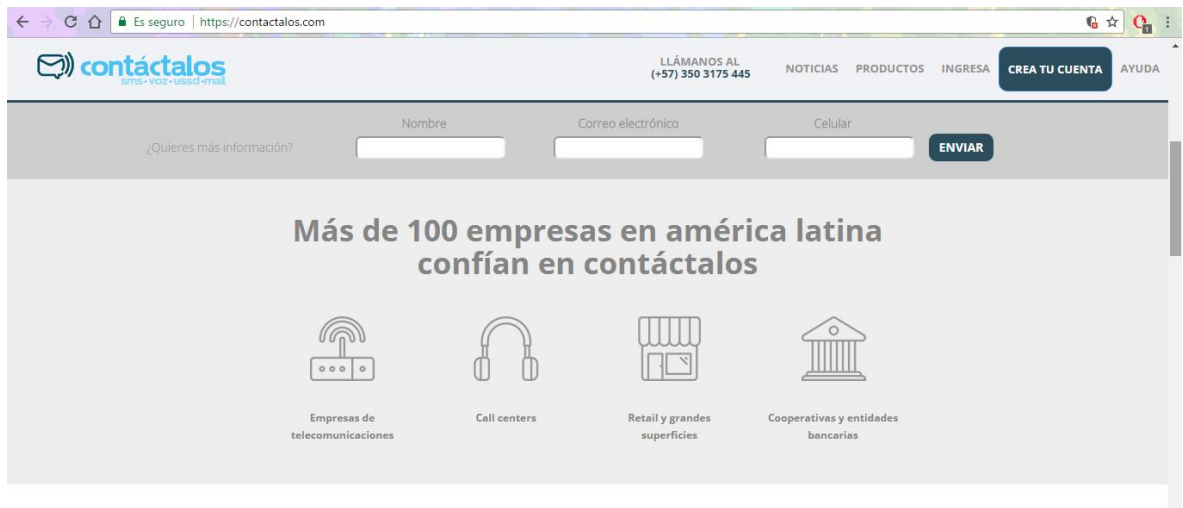 Es seguro | https://contactalos.com
contáctalos
sms•voz•ussd•mail
LLÁMANOS AL
(+57) 350 3175 445
NOTICIAS PRODUCTOS INGRESA CREA TU CUENTA AYUDA
Nombre Correo electrónico Celular
¿Quieres más información?
ENVIAR
Más de 100 empresas en américa latina
confían en contáctalos
Empresas de
telecomunicaciones
Call centers
Retail y grandes
superficies
Cooperativas y entidades
bancarias